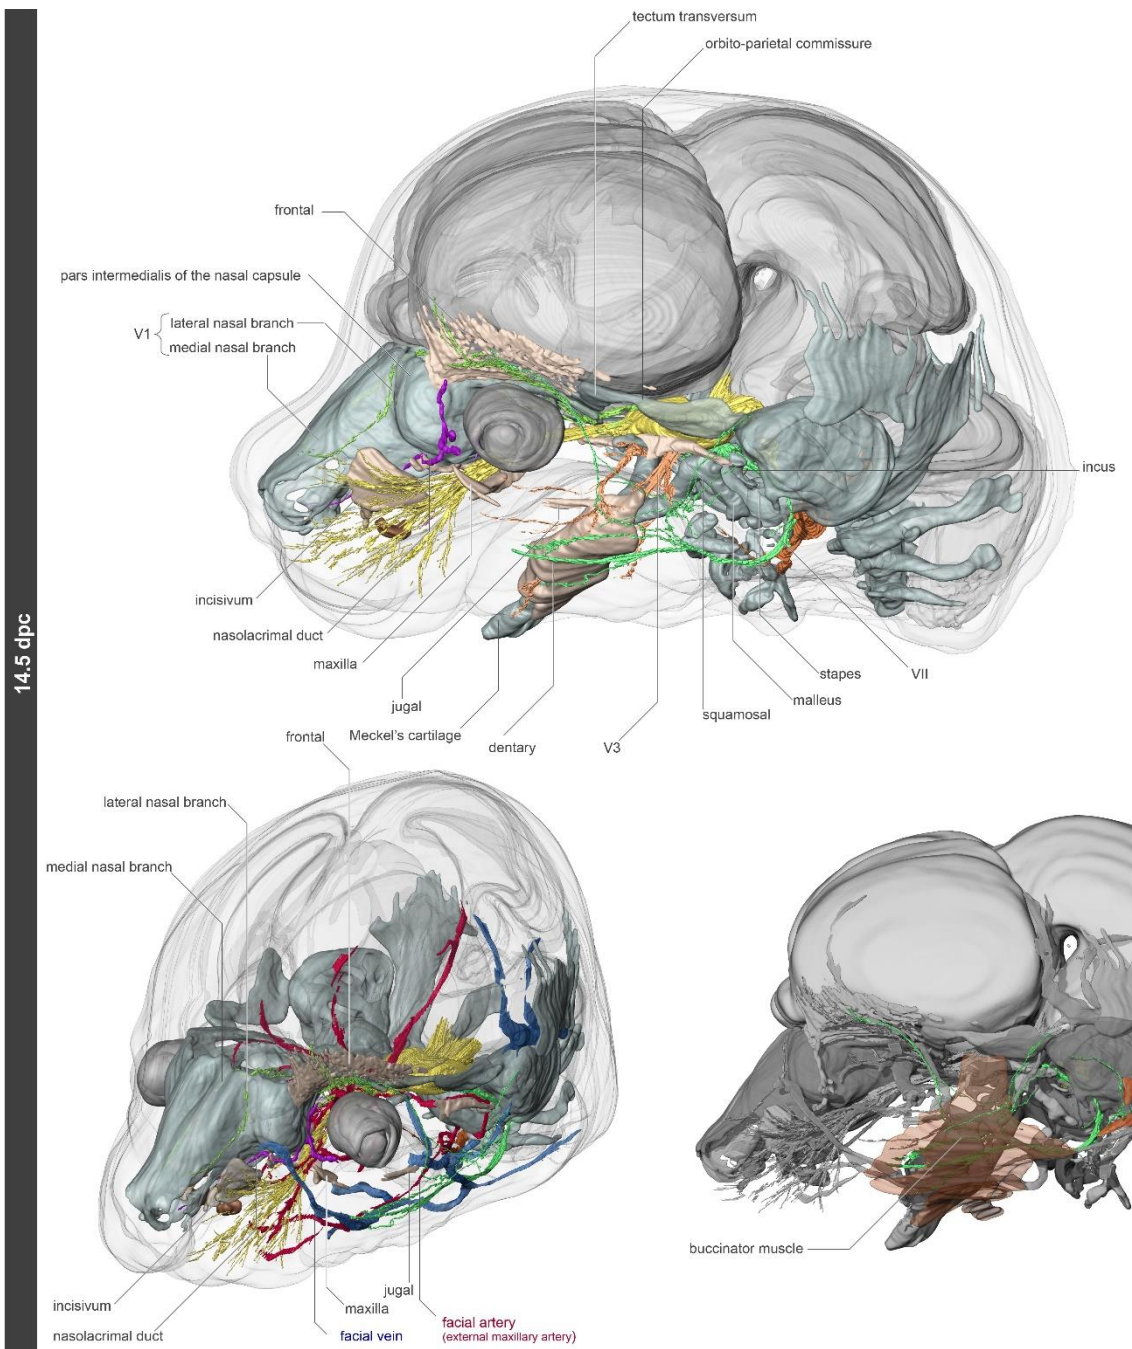 14.5 dpc
tectum transversum
orbito-parietal commissure
frontal
pars intermedialis of the nasal capsule
V1
lateral nasal branch
medial nasal branch
incus
incisivum
nasolacrimal duct
maxilla
jugal
Meckel's cartilage
dentary
V3
squamosal
malleus
stapes
VII
frontal
lateral nasal branch
medial nasal branch
incisivum
nasolacrimal duct
maxilla
facial vein
jugal
facial artery
(external maxillary artery)
buccinator muscle